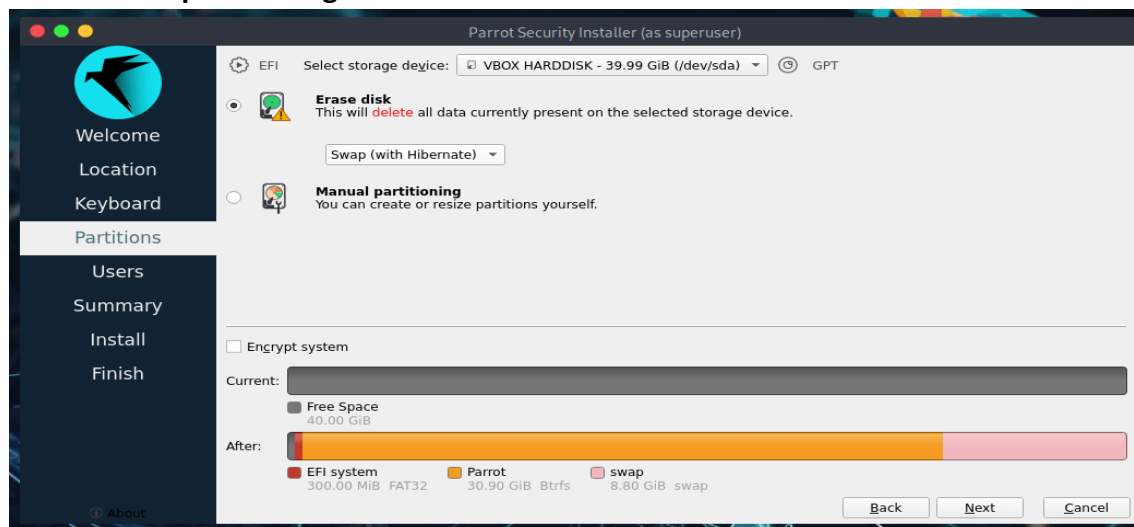 Parrot Security Installer (as superuser)
EFI Select storage device: VBOX HARDDISK - 39.99 GiB (/dev/sda) GPT
Erase disk
This will delete all data currently present on the selected storage device.
Swap (with Hibernate)
Manual partitioning
You can create or resize partitions yourself.
Welcome
Location
Keyboard
Partitions
Users
Summary
Install
Finish
About
Encrypt system
Current:
Free Space
40.00 GiB
After:
EFI system Parrot swap
300.00 MiB FAT32 30.90 GiB Btrfs 8.80 GiB swap
Back Next Cancel